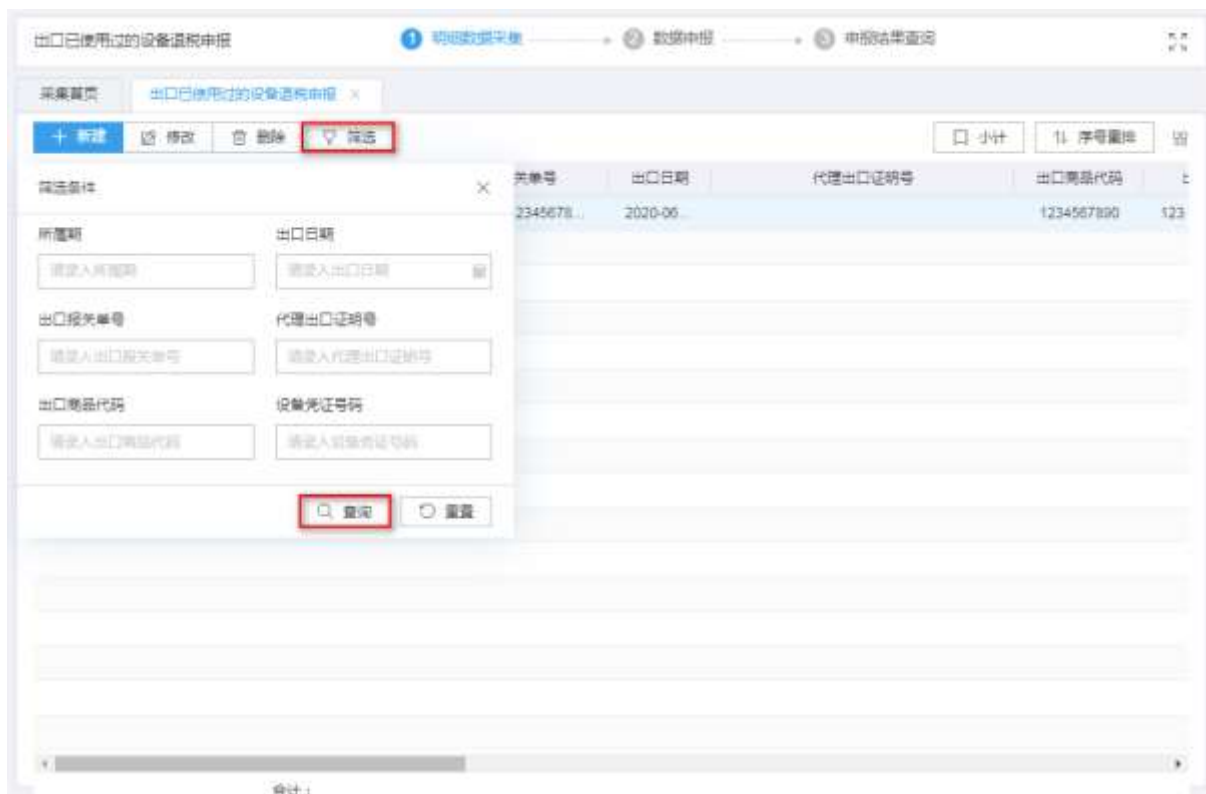 出口已使用过的设备退税申报 1 明细数据采集 2 数据申报 3 申报结果查询
采集首页 出口已使用过的设备退税申报 ×
+ 新建 修改 删除 筛选 小计 序号重排
筛选条件 × 关单号 出口日期 代理出口证明号 出口商品代码
2345678... 2020-06... 1234567890 123
所属期 出口日期
请录入所属期 请录入出口日期
出口报关单号 代理出口证明号
请录入出口报关单号 请录入代理出口证明号
出口商品代码 设备凭证号码
请录入出口商品代码 请录入设备凭证号码
查询 重置
合计：